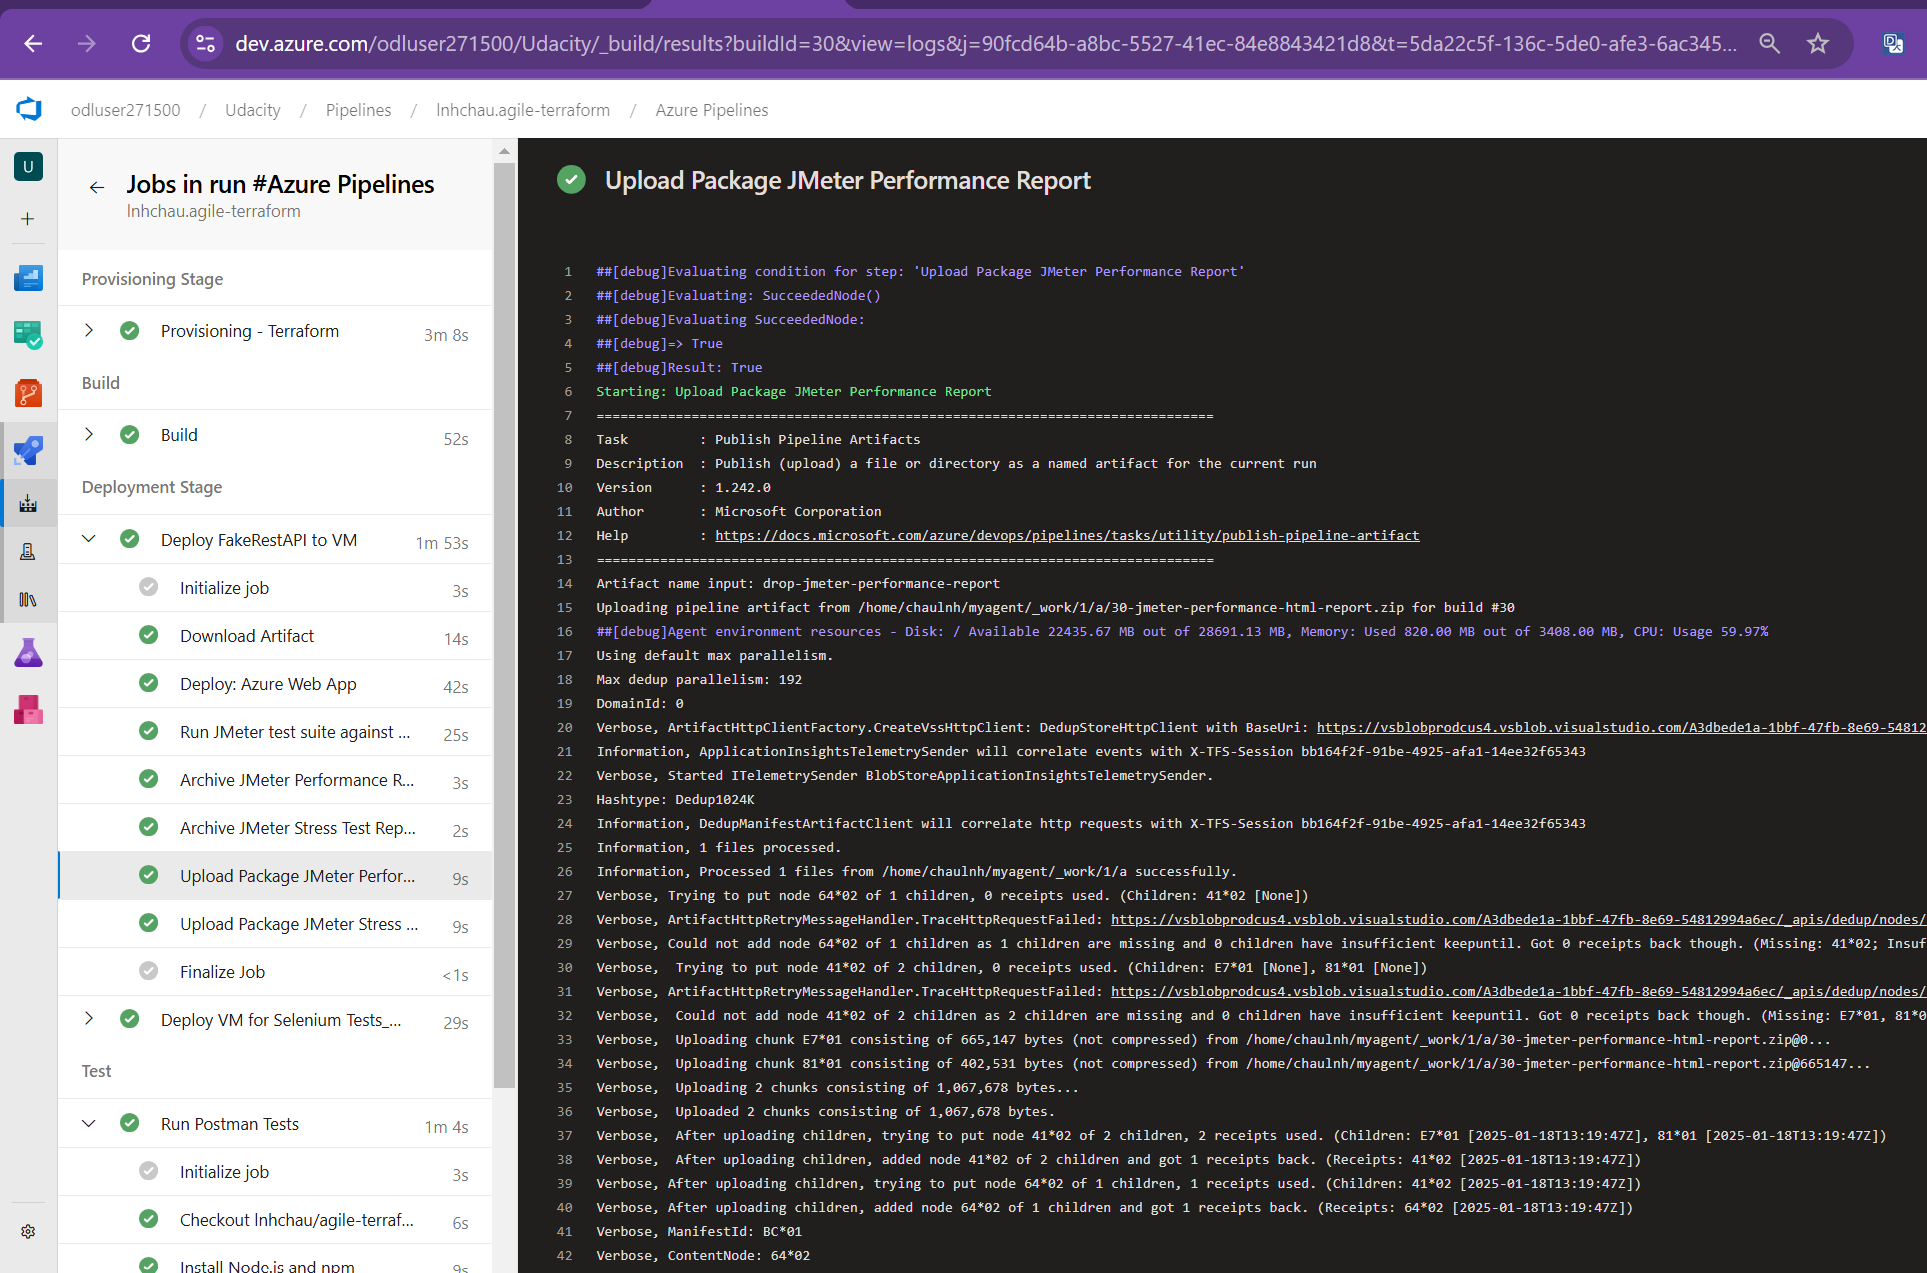 dev.azure.com/odluser271500/Udacity/_build/results?buildId=30&view=logs&j=90fcd64b-a8bc-5527-41ec-84e8843421d8&t=5da22c5f-136c-5de0-afe3-6ac345...
odluser271500 / Udacity / Pipelines / lnhchau.agile-terraform / Azure Pipelines
U
Jobs in run #Azure Pipelines
lnhchau.agile-terraform
Provisioning Stage
Provisioning - Terraform 3m 8s
Build
Build 52s
Deployment Stage
Deploy FakeRestAPI to VM 1m 53s
Initialize job 3s
Download Artifact 14s
Deploy: Azure Web App 42s
Run JMeter test suite against ... 25s
Archive JMeter Performance R... 3s
Archive JMeter Stress Test Rep... 2s
Upload Package JMeter Perfor... 9s
Upload Package JMeter Stress ... 9s
Finalize Job <1s
Deploy VM for Selenium Tests_... 29s
Test
Run Postman Tests 1m 4s
Initialize job 3s
Checkout lnhchau/agile-terraf... 6s
Install Node.js and npm 9s
Upload Package JMeter Performance Report
1 ##[debug]Evaluating condition for step: 'Upload Package JMeter Performance Report'
2 ##[debug]Evaluating: SucceededNode()
3 ##[debug]Evaluating SucceededNode:
4 ##[debug]=> True
5 ##[debug]Result: True
6 Starting: Upload Package JMeter Performance Report
7 ==============================================================================
8 Task : Publish Pipeline Artifacts
9 Description : Publish (upload) a file or directory as a named artifact for the current run
10 Version : 1.242.0
11 Author : Microsoft Corporation
12 Help : https://docs.microsoft.com/azure/devops/pipelines/tasks/utility/publish-pipeline-artifact
13 ==============================================================================
14 Artifact name input: drop-jmeter-performance-report
15 Uploading pipeline artifact from /home/chaulnh/myagent/_work/1/a/30-jmeter-performance-html-report.zip for build #30
16 ##[debug]Agent environment resources - Disk: / Available 22435.67 MB out of 28691.13 MB, Memory: Used 820.00 MB out of 3408.00 MB, CPU: Usage 59.97%
17 Using default max parallelism.
18 Max dedup parallelism: 192
19 DomainId: 0
20 Verbose, ArtifactHttpClientFactory.CreateVssHttpClient: DedupStoreHttpClient with BaseUri: https://vsblobprodcus4.vsblob.visualstudio.com/A3dbede1a-1bbf-47fb-8e69-54812
21 Information, ApplicationInsightsTelemetrySender will correlate events with X-TFS-Session bb164f2f-91be-4925-afa1-14ee32f65343
22 Verbose, Started ITelemetrySender BlobStoreApplicationInsightsTelemetrySender.
23 Hashtype: Dedup1024K
24 Information, DedupManifestArtifactClient will correlate http requests with X-TFS-Session bb164f2f-91be-4925-afa1-14ee32f65343
25 Information, 1 files processed.
26 Information, Processed 1 files from /home/chaulnh/myagent/_work/1/a successfully.
27 Verbose, Trying to put node 64*02 of 1 children, 0 receipts used. (Children: 41*02 [None])
28 Verbose, ArtifactHttpRetryMessageHandler.TraceHttpRequestFailed: https://vsblobprodcus4.vsblob.visualstudio.com/A3dbede1a-1bbf-47fb-8e69-54812994a6ec/_apis/dedup/nodes/
29 Verbose, Could not add node 64*02 of 1 children as 1 children are missing and 0 children have insufficient keepuntil. Got 0 receipts back though. (Missing: 41*02; Insuf
30 Verbose, Trying to put node 41*02 of 2 children, 0 receipts used. (Children: E7*01 [None], 81*01 [None])
31 Verbose, ArtifactHttpRetryMessageHandler.TraceHttpRequestFailed: https://vsblobprodcus4.vsblob.visualstudio.com/A3dbede1a-1bbf-47fb-8e69-54812994a6ec/_apis/dedup/nodes/
32 Verbose, Could not add node 41*02 of 2 children as 2 children are missing and 0 children have insufficient keepuntil. Got 0 receipts back though. (Missing: E7*01, 81*0
33 Verbose, Uploading chunk E7*01 consisting of 665,147 bytes (not compressed) from /home/chaulnh/myagent/_work/1/a/30-jmeter-performance-html-report.zip@0...
34 Verbose, Uploading chunk 81*01 consisting of 402,531 bytes (not compressed) from /home/chaulnh/myagent/_work/1/a/30-jmeter-performance-html-report.zip@665147...
35 Verbose, Uploading 2 chunks consisting of 1,067,678 bytes...
36 Verbose, Uploaded 2 chunks consisting of 1,067,678 bytes.
37 Verbose, After uploading children, trying to put node 41*02 of 2 children, 2 receipts used. (Children: E7*01 [2025-01-18T13:19:47Z], 81*01 [2025-01-18T13:19:47Z])
38 Verbose, After uploading children, added node 41*02 of 2 children and got 1 receipts back. (Receipts: 41*02 [2025-01-18T13:19:47Z])
39 Verbose, After uploading children, trying to put node 64*02 of 1 children, 1 receipts used. (Children: 41*02 [2025-01-18T13:19:47Z])
40 Verbose, After uploading children, added node 64*02 of 1 children and got 1 receipts back. (Receipts: 64*02 [2025-01-18T13:19:47Z])
41 Verbose, ManifestId: BC*01
42 Verbose, ContentNode: 64*02